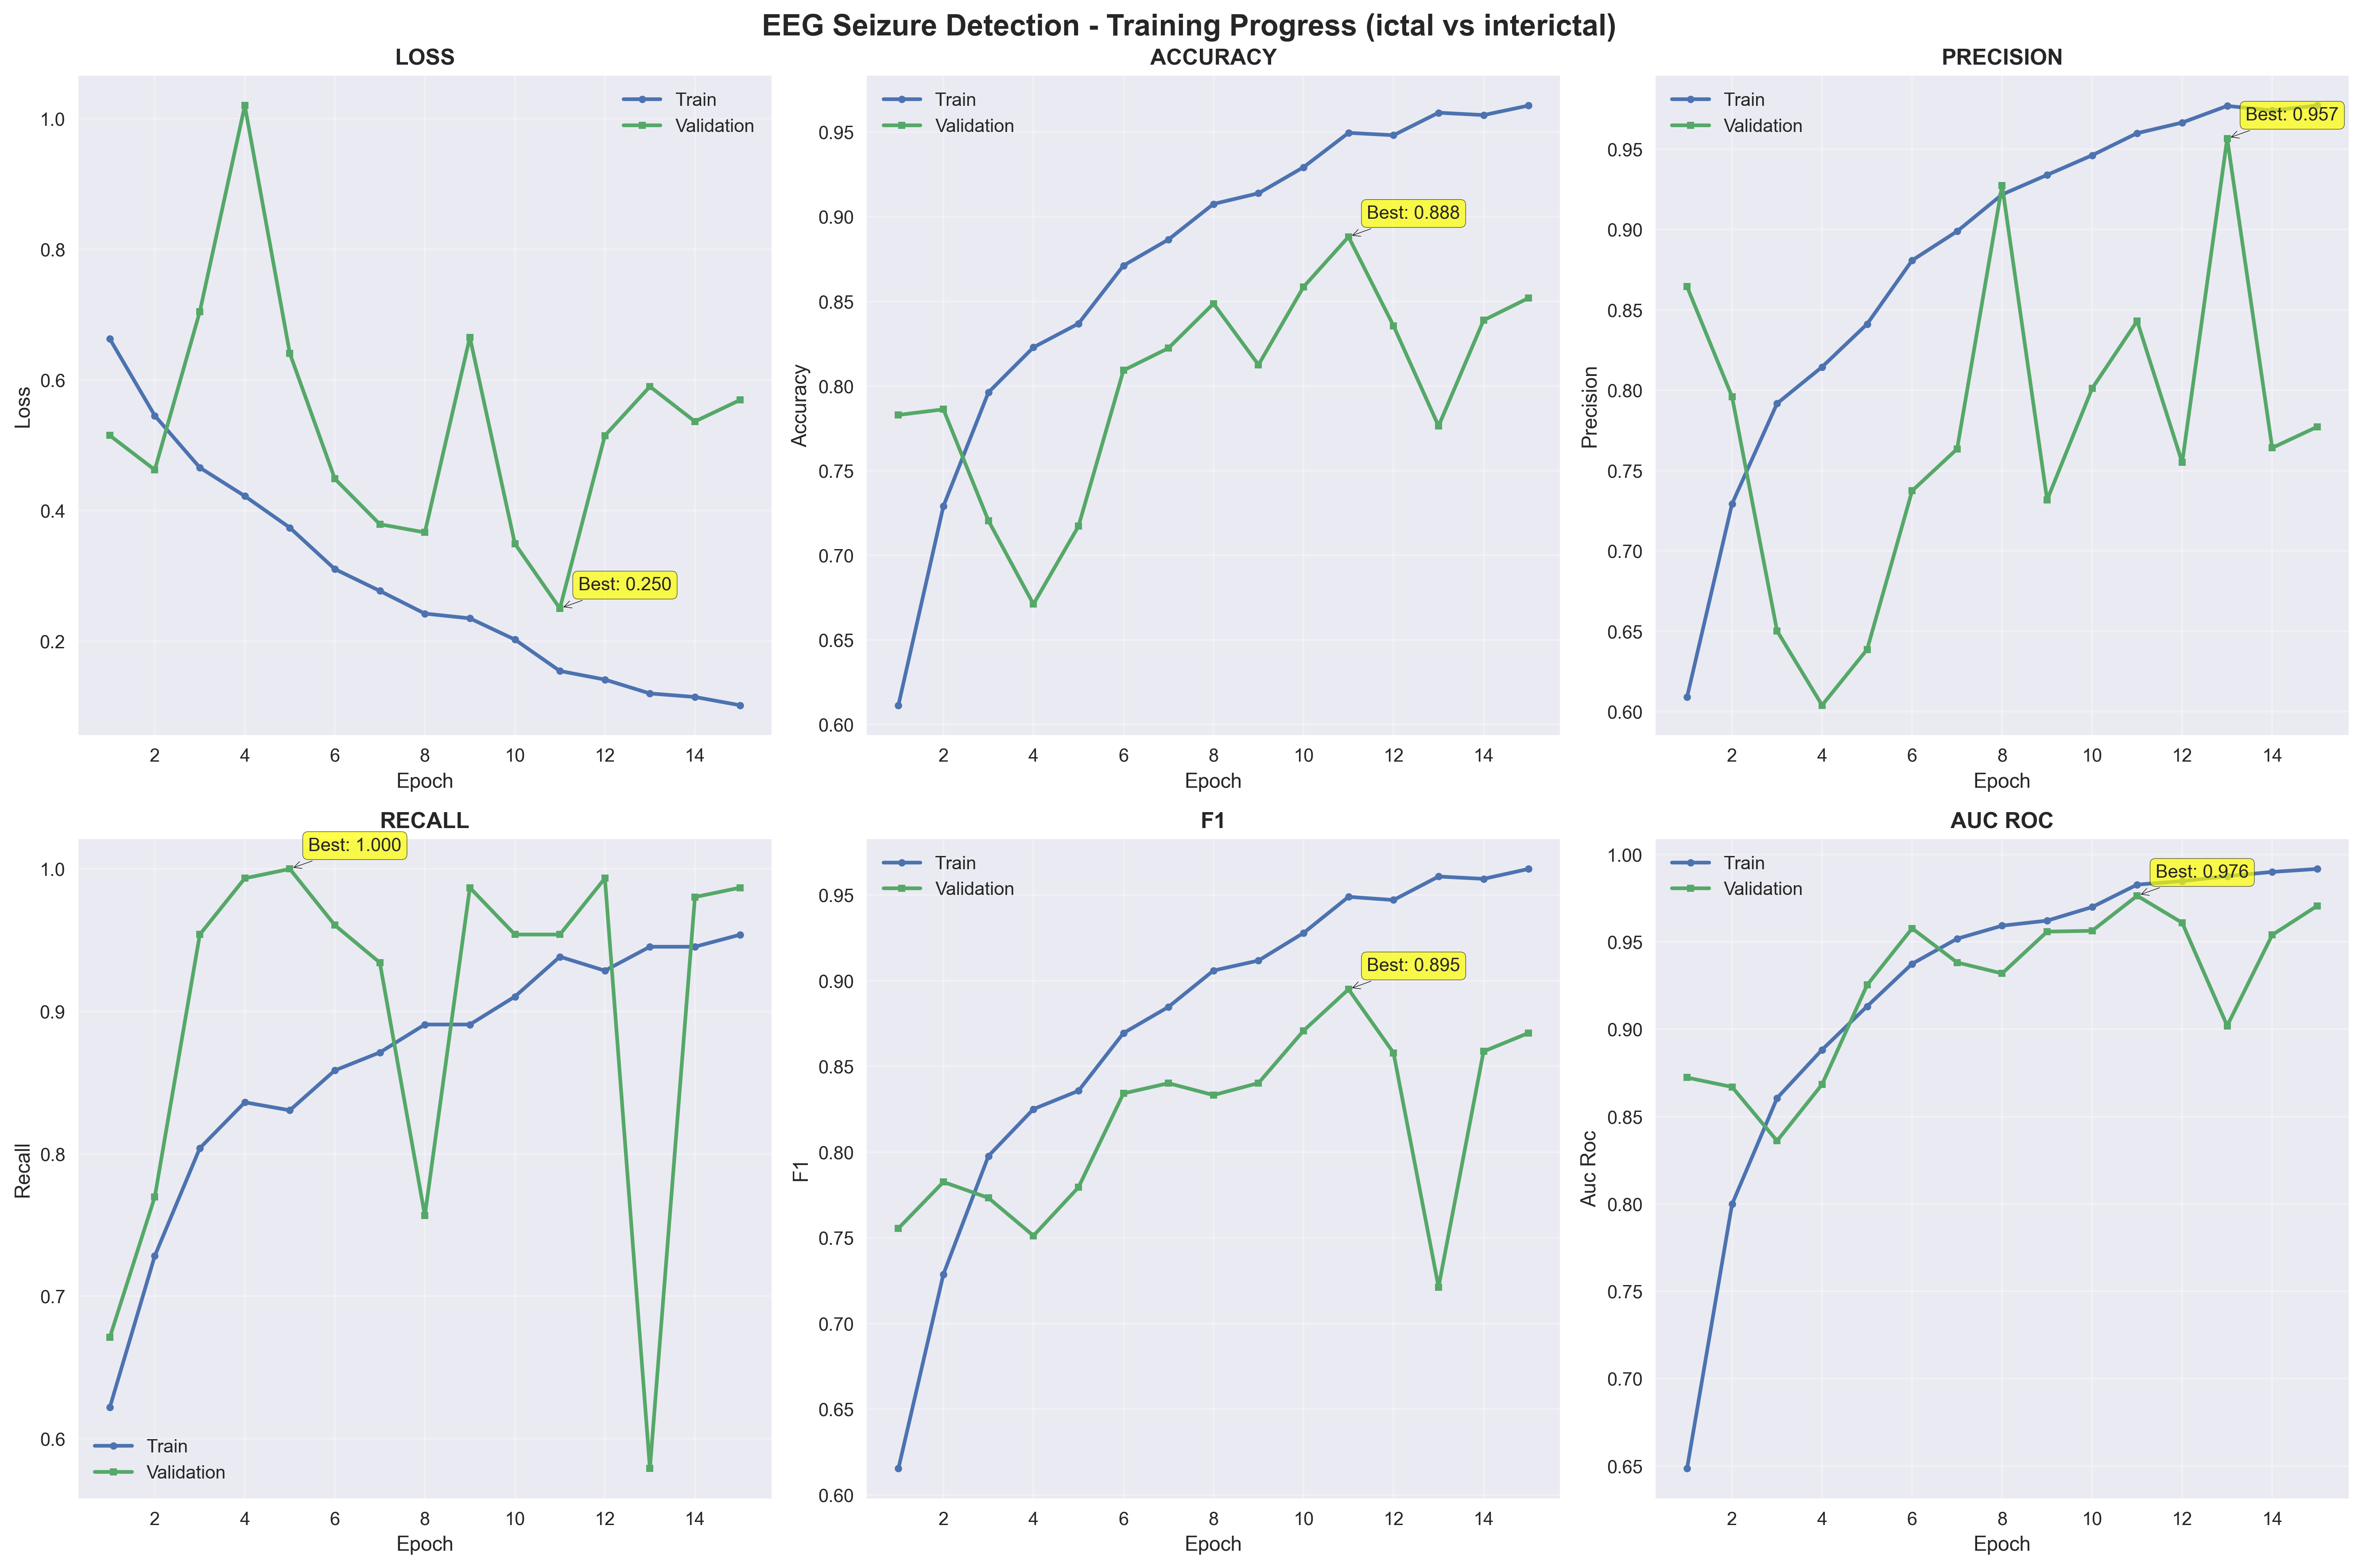 EEG Seizure Detection - Training Progress (ictal vs interictal)
LOSS
Train
Validation
Best: 0.250
1.0
0.8
0.6
0.4
0.2
Loss
2 4 6 8 10 12 14
Epoch
ACCURACY
Train
Validation
Best: 0.888
0.95
0.90
0.85
0.80
0.75
0.70
0.65
0.60
Accuracy
2 4 6 8 10 12 14
Epoch
PRECISION
Train
Validation
Best: 0.957
0.95
0.90
0.85
0.80
0.75
0.70
0.65
0.60
Precision
2 4 6 8 10 12 14
Epoch
RECALL
Best: 1.000
1.0
0.9
0.8
0.7
0.6
Recall
Train
Validation
2 4 6 8 10 12 14
Epoch
F1
Train
Validation
Best: 0.895
0.95
0.90
0.85
0.80
0.75
0.70
0.65
0.60
F1
2 4 6 8 10 12 14
Epoch
AUC ROC
Train
Validation
Best: 0.976
1.00
0.95
0.90
0.85
0.80
0.75
0.70
0.65
Auc Roc
2 4 6 8 10 12 14
Epoch